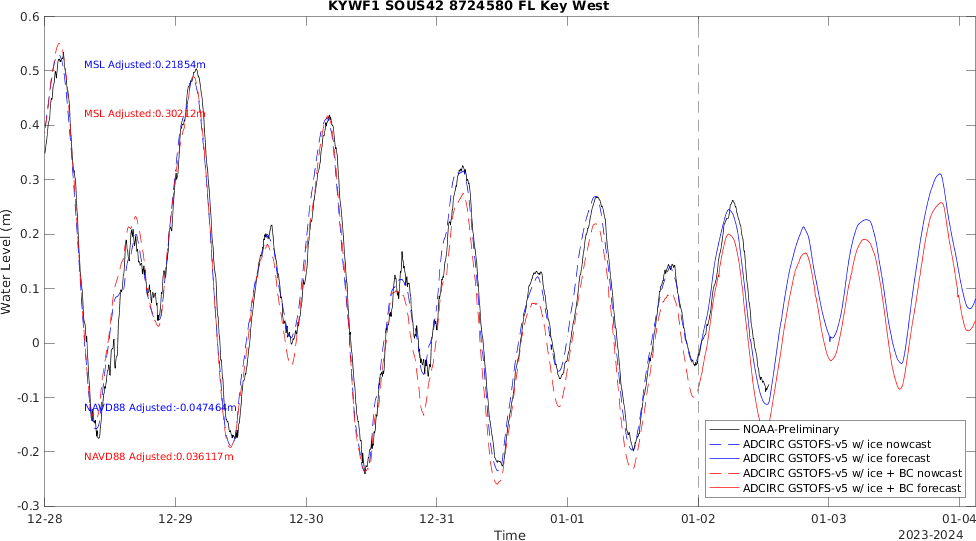 KYWF1 SOUS42 8724580 FL Key West
0.6
0.5
0.4
0.3
0.2
0.1
0
-0.1
-0.2
-0.3
Water Level (m)
MSL Adjusted:0.21854m
MSL Adjusted:0.30212m
NAVD88 Adjusted:-0.047464m
NAVD88 Adjusted:0.036117m
NOAA-Preliminary
ADCIRC GSTOFS-v5 w/ ice nowcast
ADCIRC GSTOFS-v5 w/ ice forecast
ADCIRC GSTOFS-v5 w/ ice + BC nowcast
ADCIRC GSTOFS-v5 w/ ice + BC forecast
12-28 12-29 12-30 12-31 01-01 01-02 01-03 01-04
Time
2023-2024